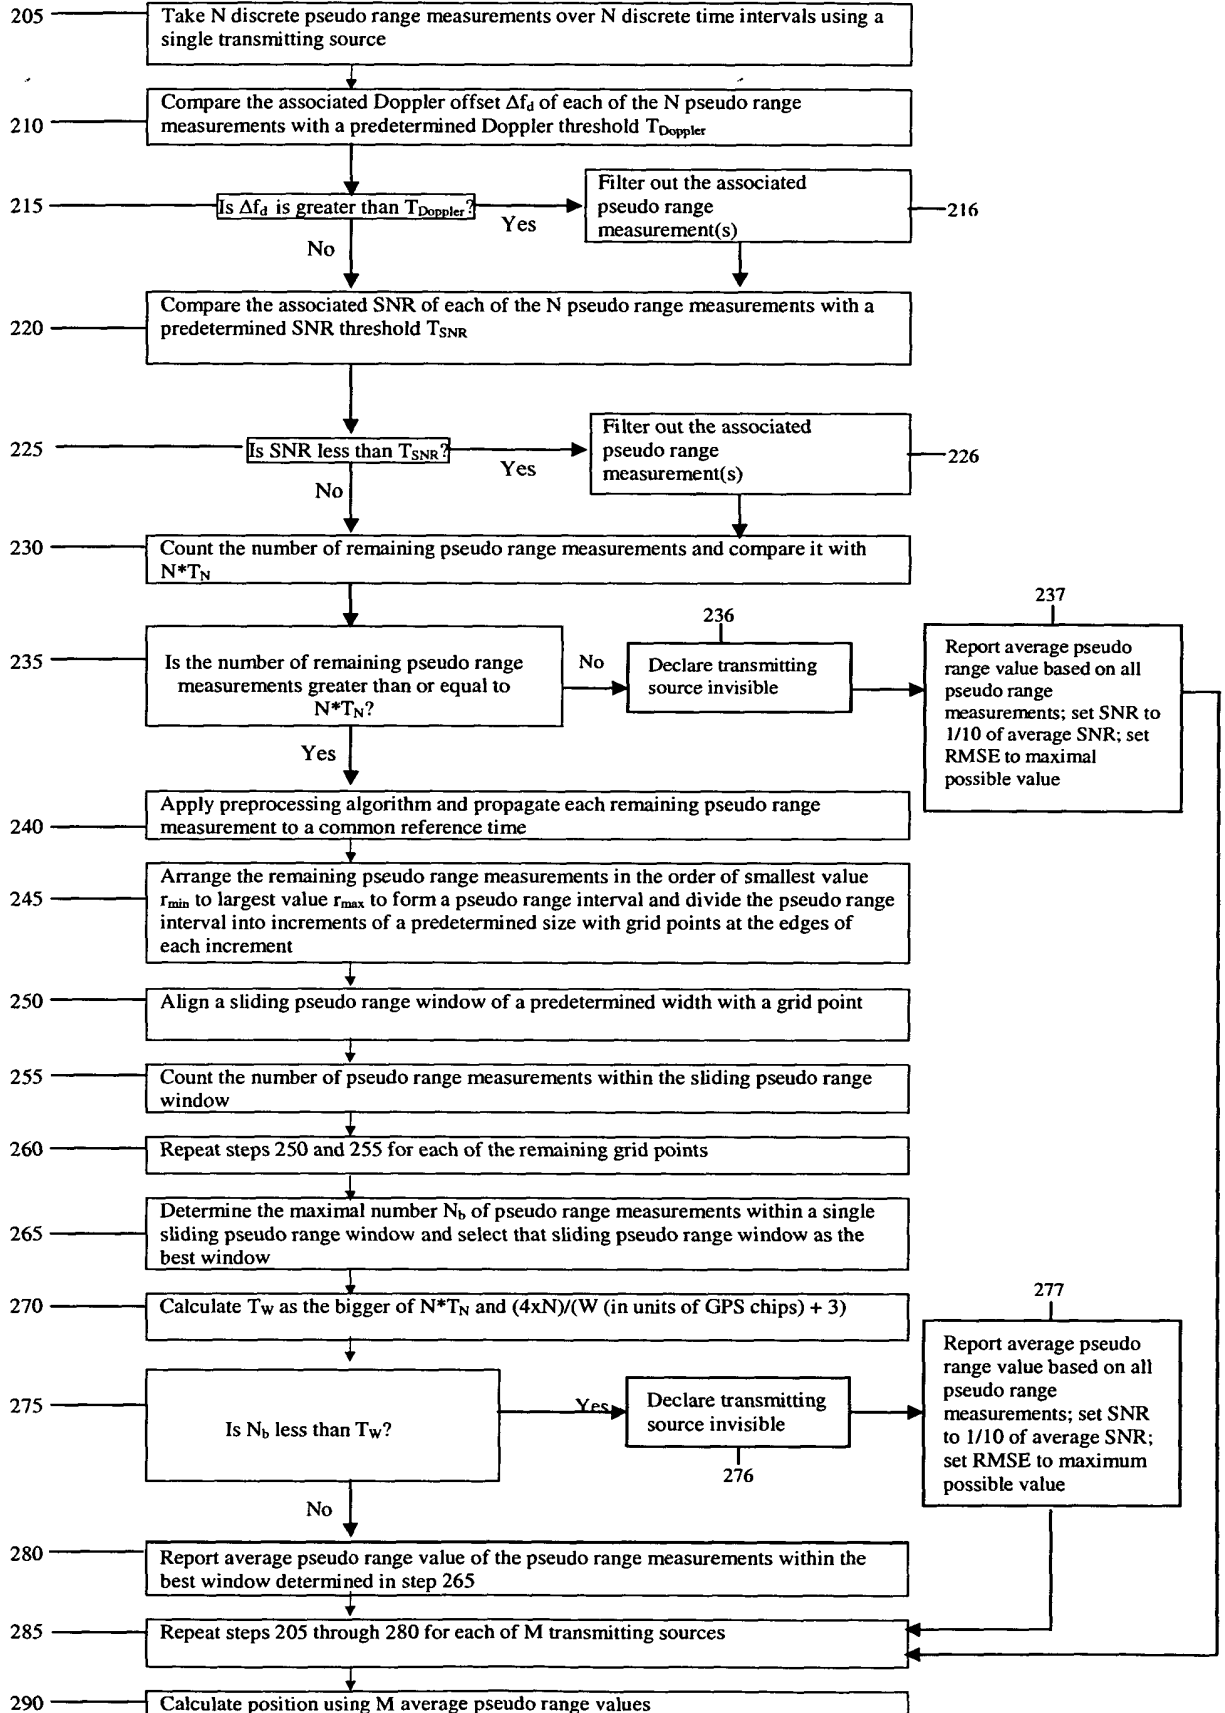 205
Take N discrete pseudo range measurements over N discrete time intervals using a
single transmitting source
210
Compare the associated Doppler offset Δfd of each of the N pseudo range
measurements with a predetermined Doppler threshold TDoppler
215
Is Δfd is greater than TDoppler?
Yes
No
Filter out the associated
pseudo range
measurement(s)
216
220
Compare the associated SNR of each of the N pseudo range measurements with a
predetermined SNR threshold TSNR
225
Is SNR less than TSNR?
Yes
No
Filter out the associated
pseudo range
measurement(s)
226
230
Count the number of remaining pseudo range measurements and compare it with
N*TN
235
Is the number of remaining pseudo range
measurements greater than or equal to
N*TN?
No
Yes
236
Declare transmitting
source invisible
237
Report average pseudo
range value based on all
pseudo range
measurements; set SNR to
1/10 of average SNR; set
RMSE to maximal
possible value
240
Apply preprocessing algorithm and propagate each remaining pseudo range
measurement to a common reference time
245
Arrange the remaining pseudo range measurements in the order of smallest value
rmin to largest value rmax to form a pseudo range interval and divide the pseudo range
interval into increments of a predetermined size with grid points at the edges of
each increment
250
Align a sliding pseudo range window of a predetermined width with a grid point
255
Count the number of pseudo range measurements within the sliding pseudo range
window
260
Repeat steps 250 and 255 for each of the remaining grid points
265
Determine the maximal number Nb of pseudo range measurements within a single
sliding pseudo range window and select that sliding pseudo range window as the
best window
270
Calculate TW as the bigger of N*TN and (4xN)/(W (in units of GPS chips) + 3)
275
Is Nb less than TW?
Yes
No
Declare transmitting
source invisible
276
277
Report average pseudo
range value based on all
pseudo range
measurements; set SNR
to 1/10 of average SNR;
set RMSE to maximum
possible value
280
Report average pseudo range value of the pseudo range measurements within the
best window determined in step 265
285
Repeat steps 205 through 280 for each of M transmitting sources
290
Calculate position using M average pseudo range values